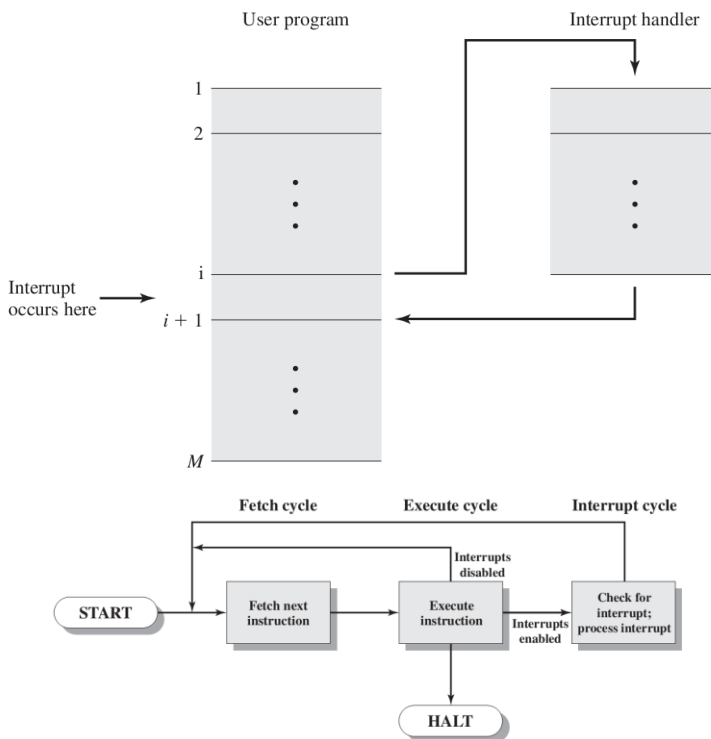 User program
Interrupt handler
1
2
i
Interrupt
occurs here
i + 1
M
Fetch cycle
Execute cycle
Interrupt cycle
Interrupts
disabled
START
Fetch next
instruction
Execute
instruction
Interrupts
enabled
Check for
interrupt;
process interrupt
HALT